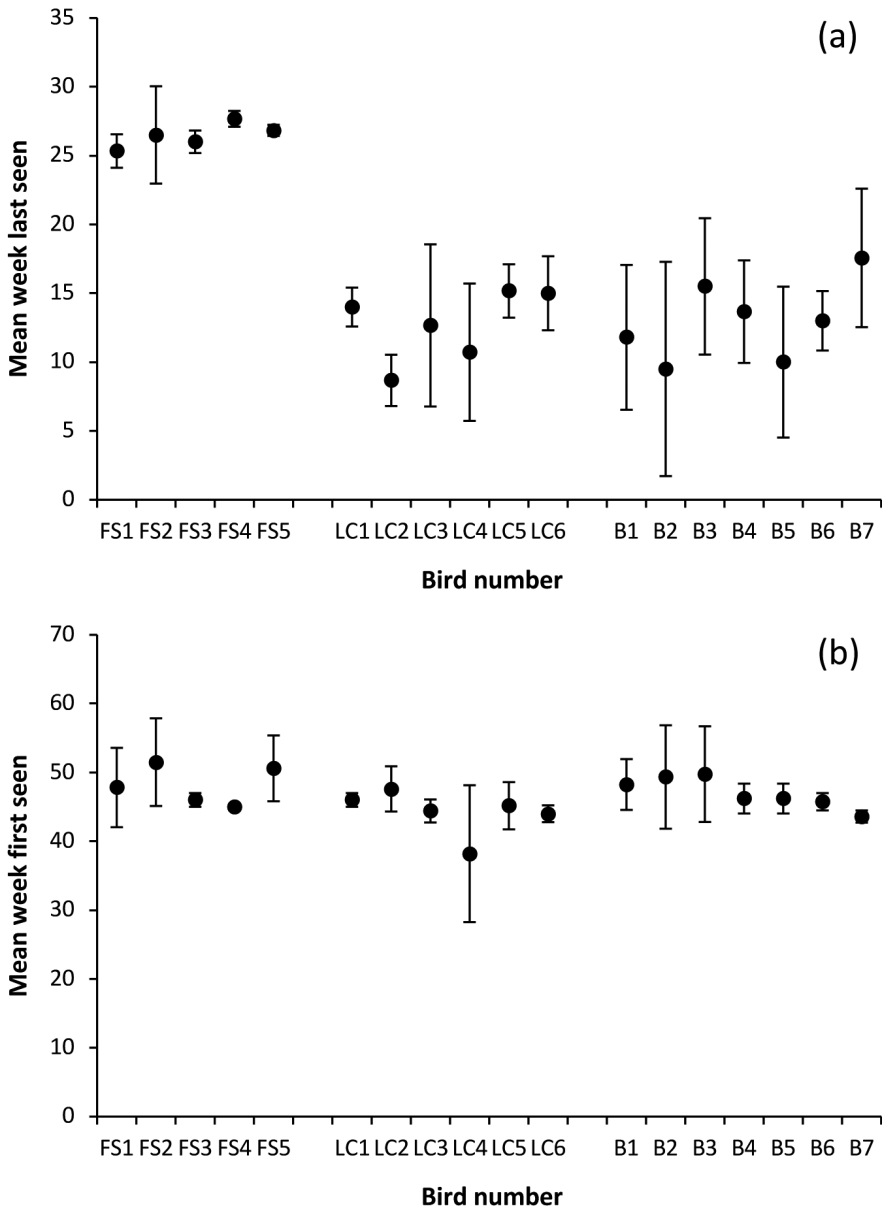 (a)
Mean week last seen
35
30
25
20
15
10
5
0
FS1 FS2 FS3 FS4 FS5 LC1 LC2 LC3 LC4 LC5 LC6 B1 B2 B3 B4 B5 B6 B7
Bird number
(b)
Mean week first seen
70
60
50
40
30
20
10
0
FS1 FS2 FS3 FS4 FS5 LC1 LC2 LC3 LC4 LC5 LC6 B1 B2 B3 B4 B5 B6 B7
Bird number